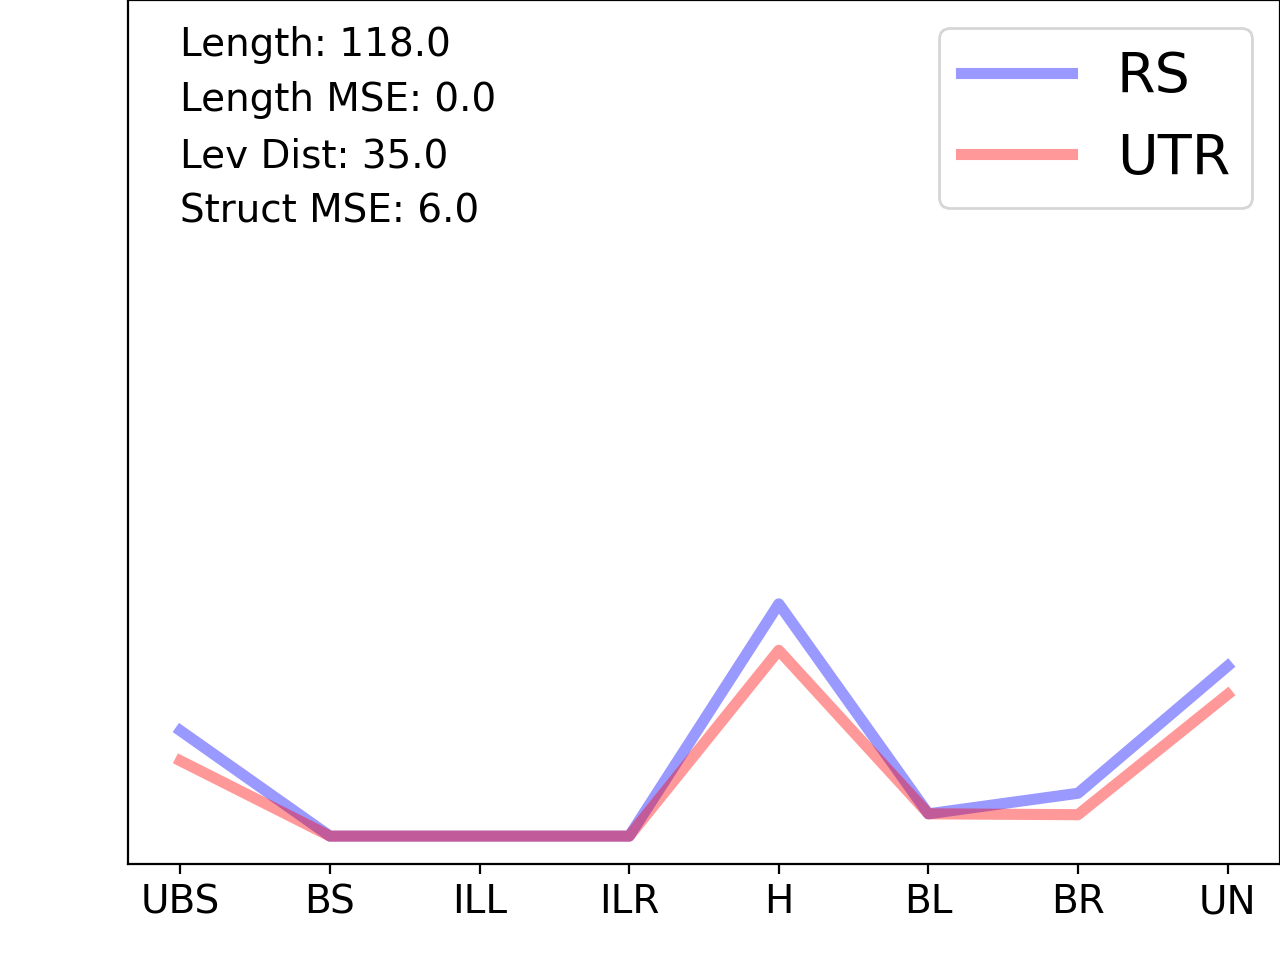 Length: 118.0
Length MSE: 0.0
Lev Dist: 35.0
Struct MSE: 6.0
RS
UTR
UBS BS ILL ILR H BL BR UN